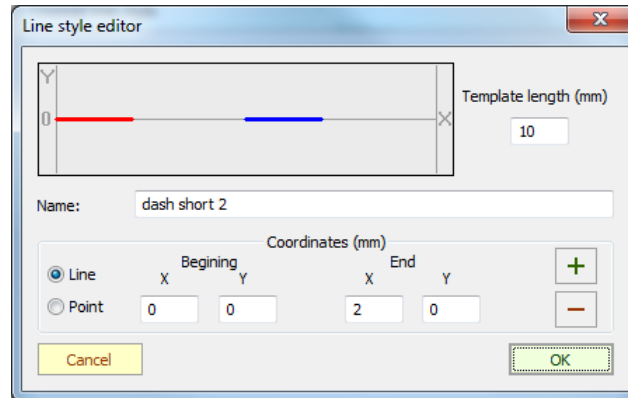 Line style editor
Y
0
X
Template length (mm)
10
Name:
dash short 2
Coordinates (mm)
Begining
End
Line
X
Y
X
Y
Point
0
0
2
0
Cancel
OK